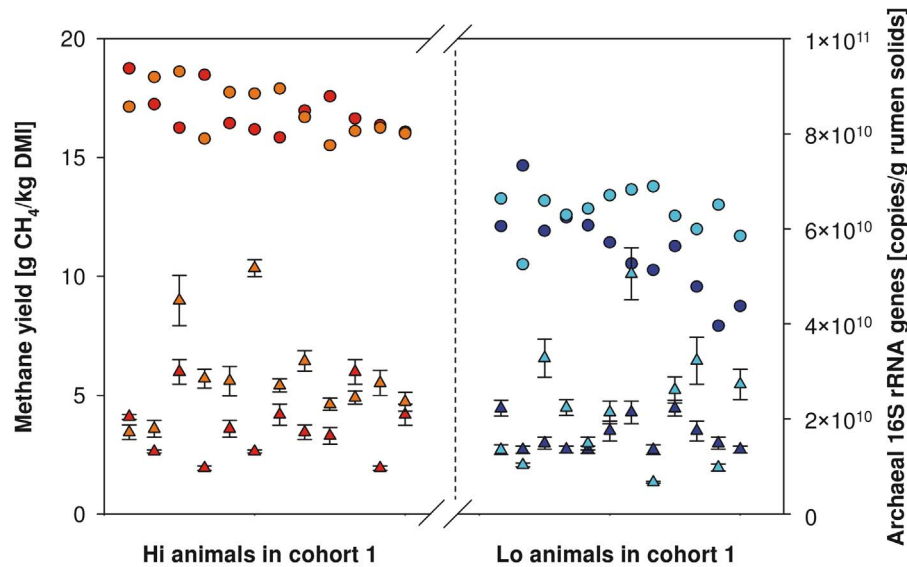 Methane yield [g CH₄/kg DMI]
20
15
10
5
0
1×10¹¹
8×10¹⁰
6×10¹⁰
4×10¹⁰
2×10¹⁰
0
Archaeal 16S rRNA genes [copies/g rumen solids]
Hi animals in cohort 1
Lo animals in cohort 1